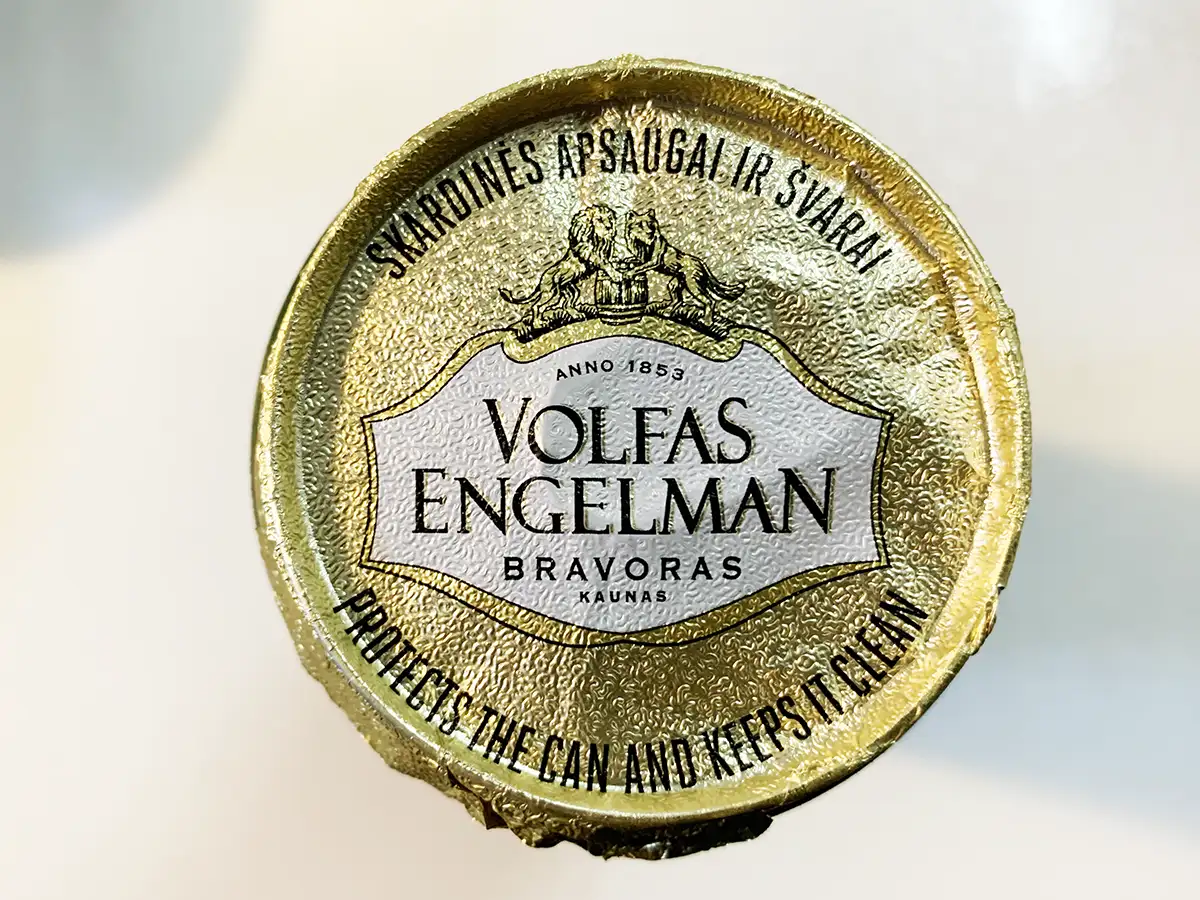 SKARDINĖS APSAUGAI IR ŠVARAI
ANNO 1853
VOLFAS
ENGELMAN
BRAVORAS
KAUNAS
PROTECTS THE CAN AND KEEPS IT CLEAN